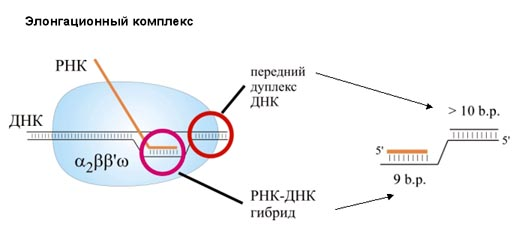 Элонгационный комплекс
РНК
ДНК
α₂ββ'ω
передний
дуплекс
ДНК
РНК-ДНК
гибрид
> 10 b.p.
5'
5'
9 b.p.